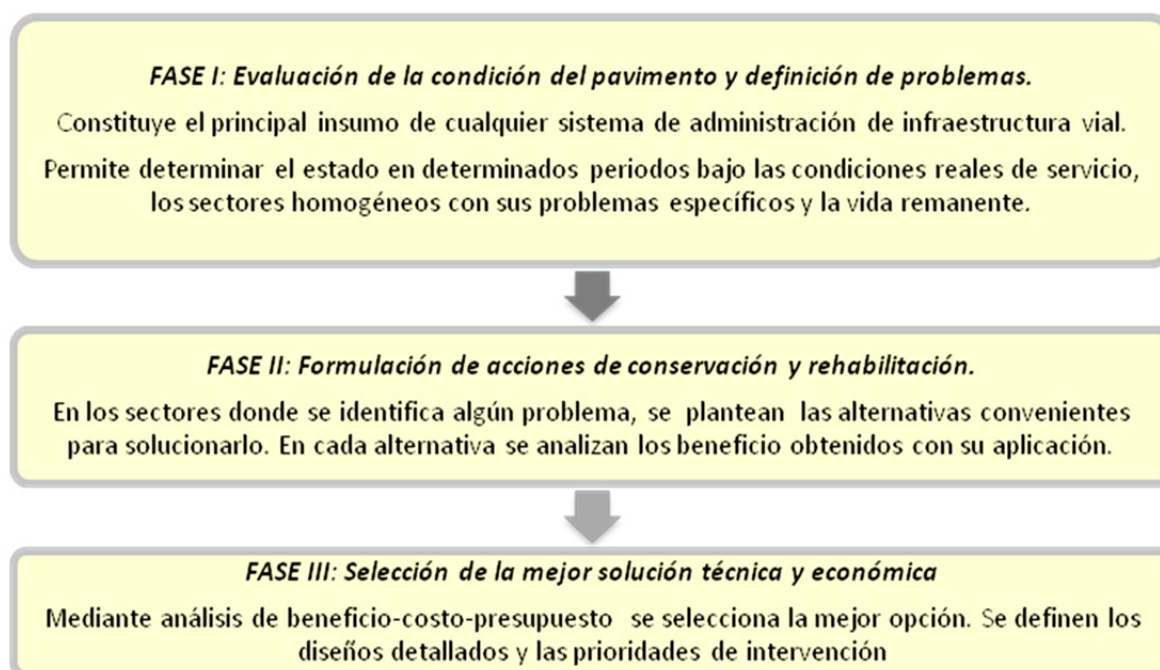 FASE I: Evaluación de la condición del pavimento y definición de problemas.
Constituye el principal insumo de cualquier sistema de administración de infraestructura vial.
Permite determinar el estado en determinados periodos bajo las condiciones reales de servicio,
los sectores homogéneos con sus problemas específicos y la vida remanente.
FASE II: Formulación de acciones de conservación y rehabilitación.
En los sectores donde se identifica algún problema, se plantean las alternativas convenientes
para solucionarlo. En cada alternativa se analizan los beneficio obtenidos con su aplicación.
FASE III: Selección de la mejor solución técnica y económica
Mediante análisis de beneficio-costo-presupuesto se selecciona la mejor opción. Se definen los
diseños detallados y las prioridades de intervención